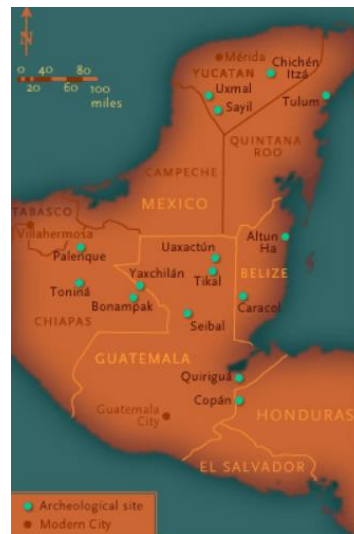 N
Mérida
Chichén
Itzá
YUCATAN
0 40 80
20 60 100
miles
Uxmal
Sayil
Tulum
QUINTANA
ROO
CAMPECHE
MEXICO
TABASCO
Villahermosa
Palenque
Uaxactún
Altun
Ha
Yaxchilán
Tikal
BELIZE
Toniná
Bonampak
Caracol
CHIAPAS
Seibal
GUATEMALA
Quiriguá
Copán
Guatemala
City
HONDURAS
EL SALVADOR
Archeological site
Modern City